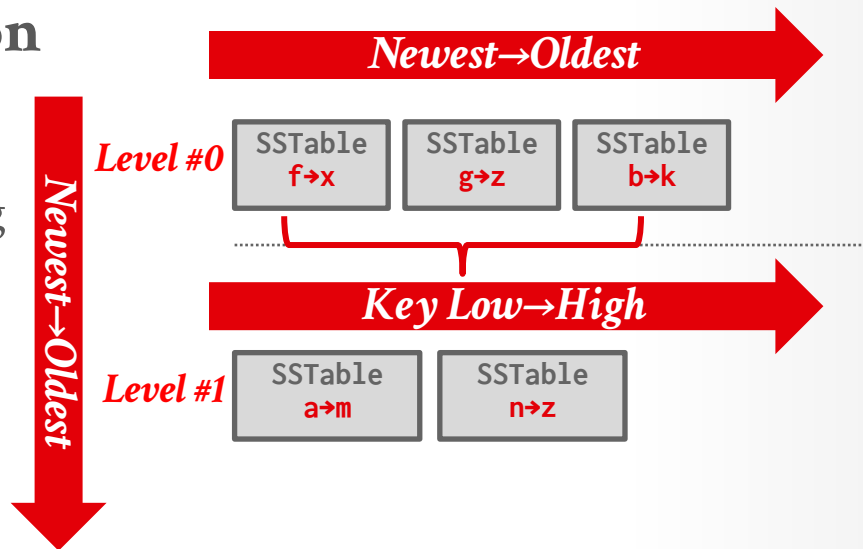 on
Newest→Oldest
Level #0
SSTable
f→x
SSTable
g→z
SSTable
b→k
g
Newest→Oldest
Key Low→High
Level #1
SSTable
a→m
SSTable
n→z